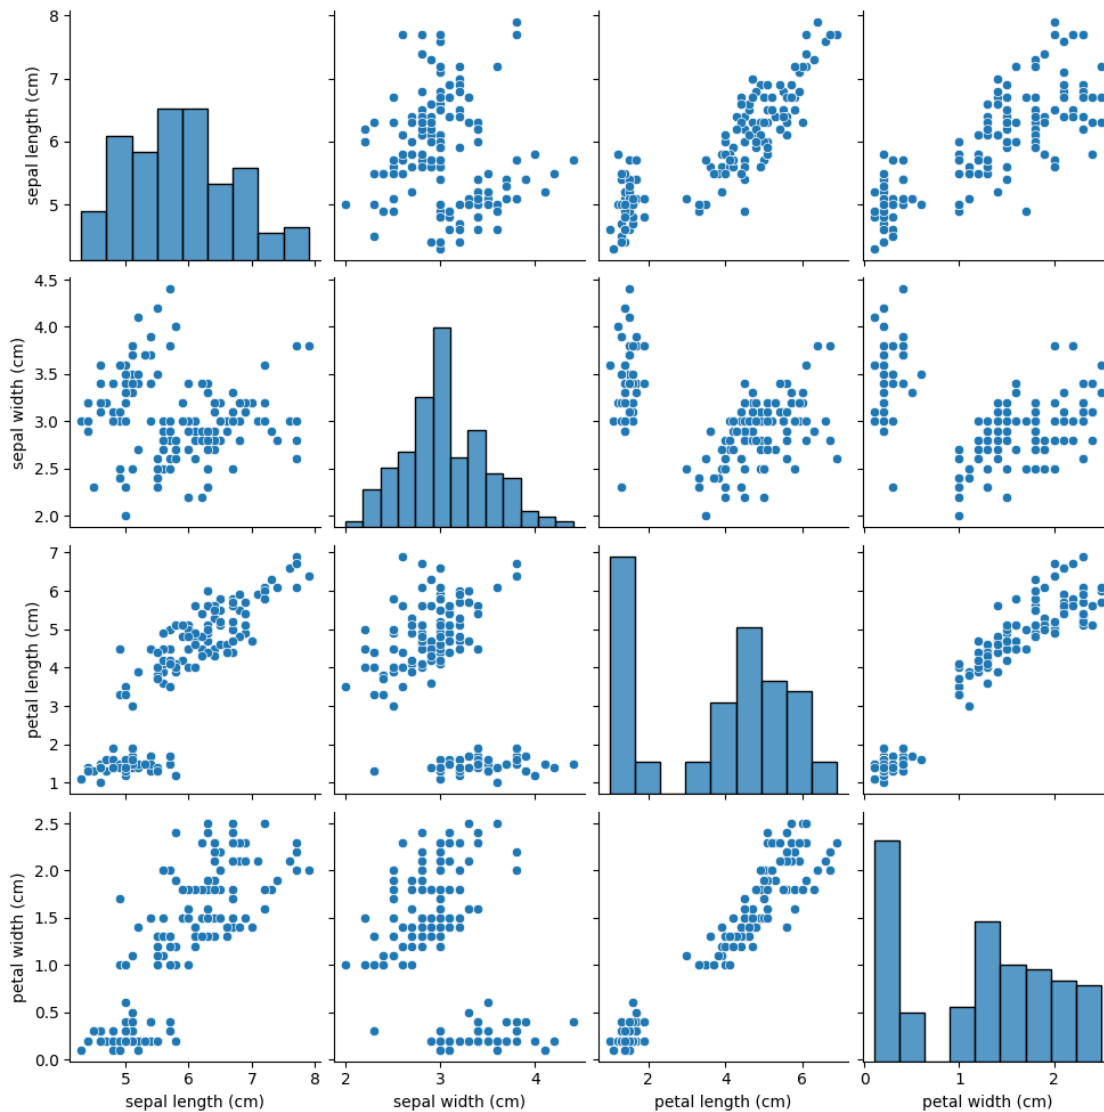 8
7
6
5
sepal length (cm)
4.5
4.0
3.5
3.0
2.5
2.0
sepal width (cm)
7
6
5
4
3
2
1
petal length (cm)
2.5
2.0
1.5
1.0
0.5
0.0
petal width (cm)
5 6 7 8
2 3 4
2 4 6
0 1 2
sepal length (cm)
sepal width (cm)
petal length (cm)
petal width (cm)